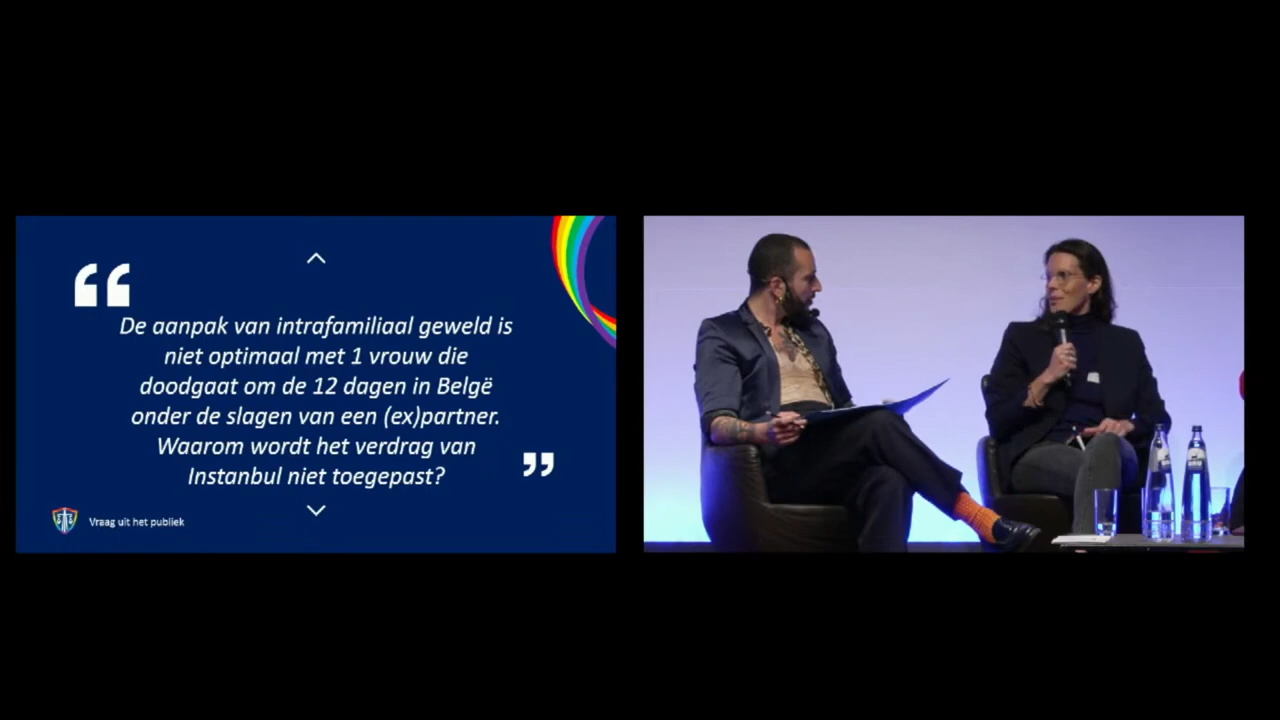 “
De aanpak van intrafamiliaal geweld is
niet optimaal met 1 vrouw die
doodgaat om de 12 dagen in Belgë
onder de slagen van een (ex)partner.
Waarom wordt het verdrag van
Instanbul niet toegepast?
”
Vraag uit het publiek